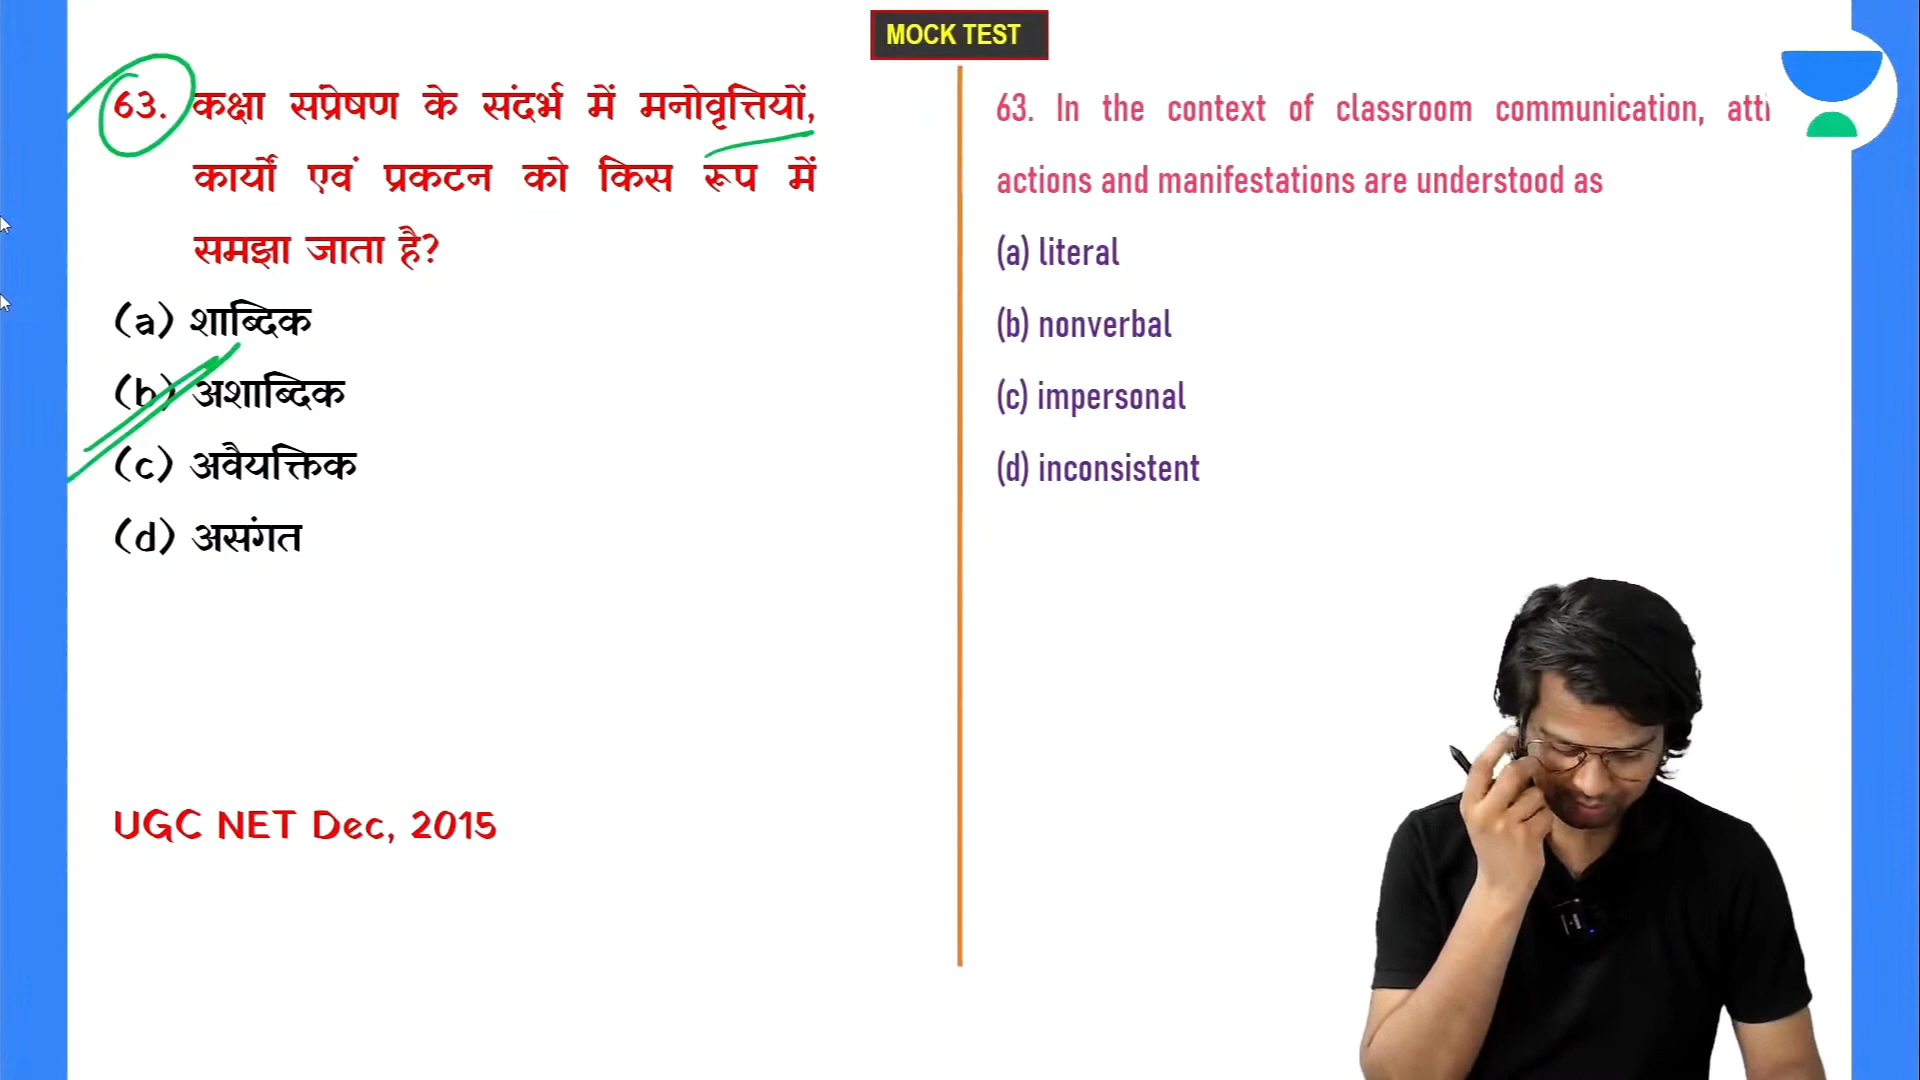 MOCK TEST
63. कक्षा संप्रेषण के संदर्भ में मनोवृत्तियों,
कार्यों एवं प्रकटन को किस रूप में
समझा जाता है?
(a) शाब्दिक
(b) अशाब्दिक
(c) अवैयक्तिक
(d) असंगत
UGC NET Dec, 2015
63. In the context of classroom communication,
actions and manifestations are understood as
(a) literal
(b) nonverbal
(c) impersonal
(d) inconsistent